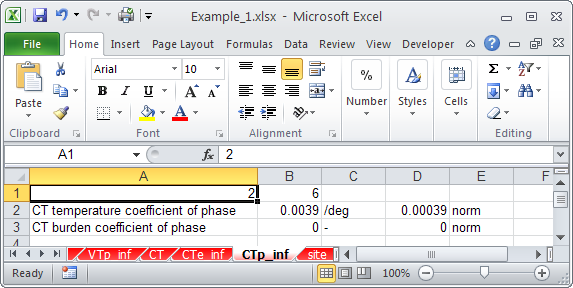 Example_1.xlsx - Microsoft Excel
File Home Insert Page Layout Formulas Data Review View Developer
Paste
Clipboard
Arial 10
B I U
A A
Font
Alignment
%
Number
A
Styles
Cells
Σ
Editing
A1 fx 2
A B C D E F
1 2 6
2 CT temperature coefficient of phase 0.0039 /deg 0.00039 norm
3 CT burden coefficient of phase 0 - 0 norm
4
VTp_inf CT CTe_inf CTp_inf site
Ready 100%